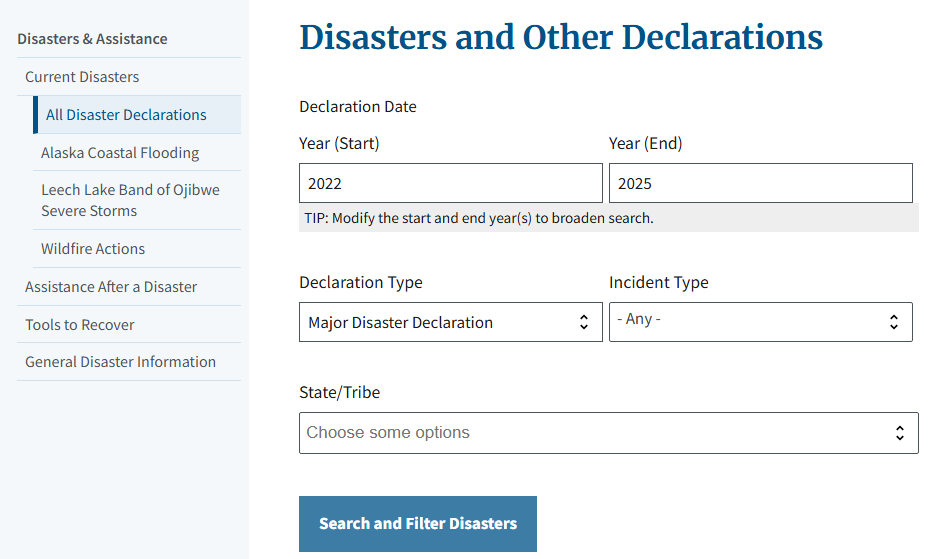 Disasters & Assistance
Current Disasters
All Disaster Declarations
Alaska Coastal Flooding
Leech Lake Band of Ojibwe
Severe Storms
Wildfire Actions
Assistance After a Disaster
Tools to Recover
General Disaster Information
Disasters and Other Declarations
Declaration Date
Year (Start)
Year (End)
2022
2025
TIP: Modify the start and end year(s) to broaden search.
Declaration Type
Incident Type
Major Disaster Declaration
- Any -
State/Tribe
Choose some options
Search and Filter Disasters